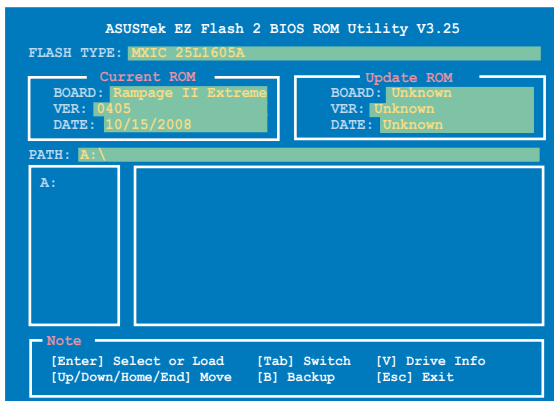 ASUSTek EZ Flash 2 BIOS ROM Utility V3.25
FLASH TYPE: MXIC 25L1605A
Current ROM
BOARD: Rampage II Extreme
VER: 0405
DATE: 10/15/2008
Update ROM
BOARD: Unknown
VER: Unknown
DATE: Unknown
PATH: A:\
A:
Note
[Enter] Select or Load [Tab] Switch [V] Drive Info
[Up/Down/Home/End] Move [B] Backup [Esc] Exit